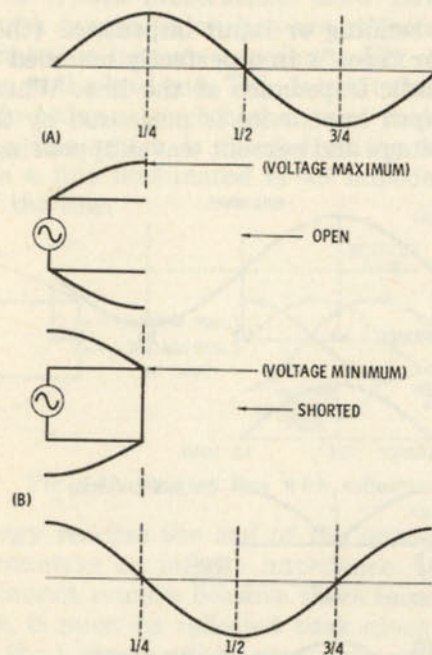 1/4
1/2
3/4
(A)
(VOLTAGE MAXIMUM)
OPEN
(VOLTAGE MINIMUM)
SHORTED
(B)
1/4
1/2
3/4